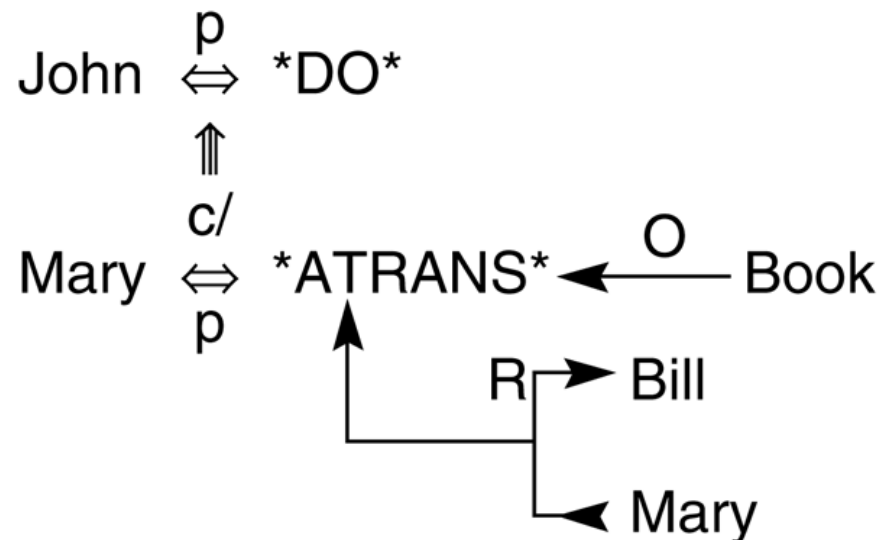 p
John ⇔ *DO*
⤊
c/
Mary ⇔ *ATRANS* O Book
p
R Bill
Mary